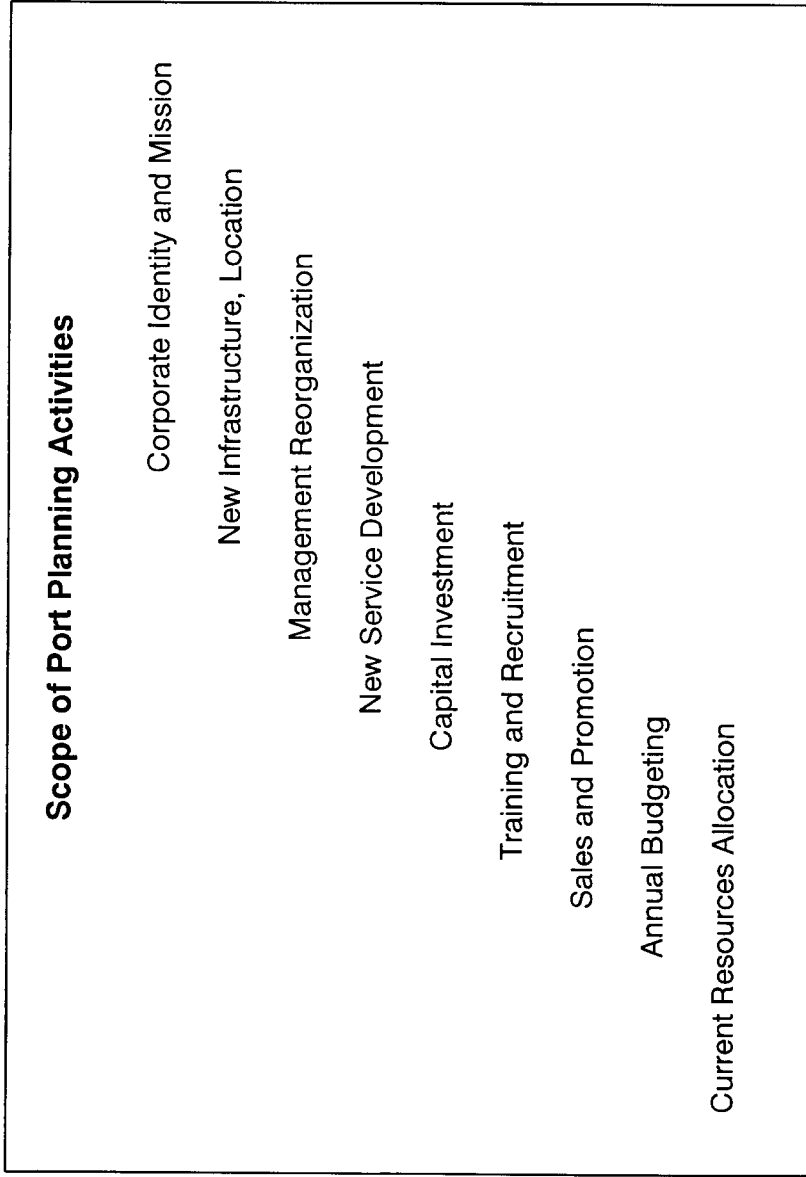 Scope of Port Planning Activities
Corporate Identity and Mission
New Infrastructure, Location
Management Reorganization
New Service Development
Capital Investment
Training and Recruitment
Sales and Promotion
Annual Budgeting
Current Resources Allocation